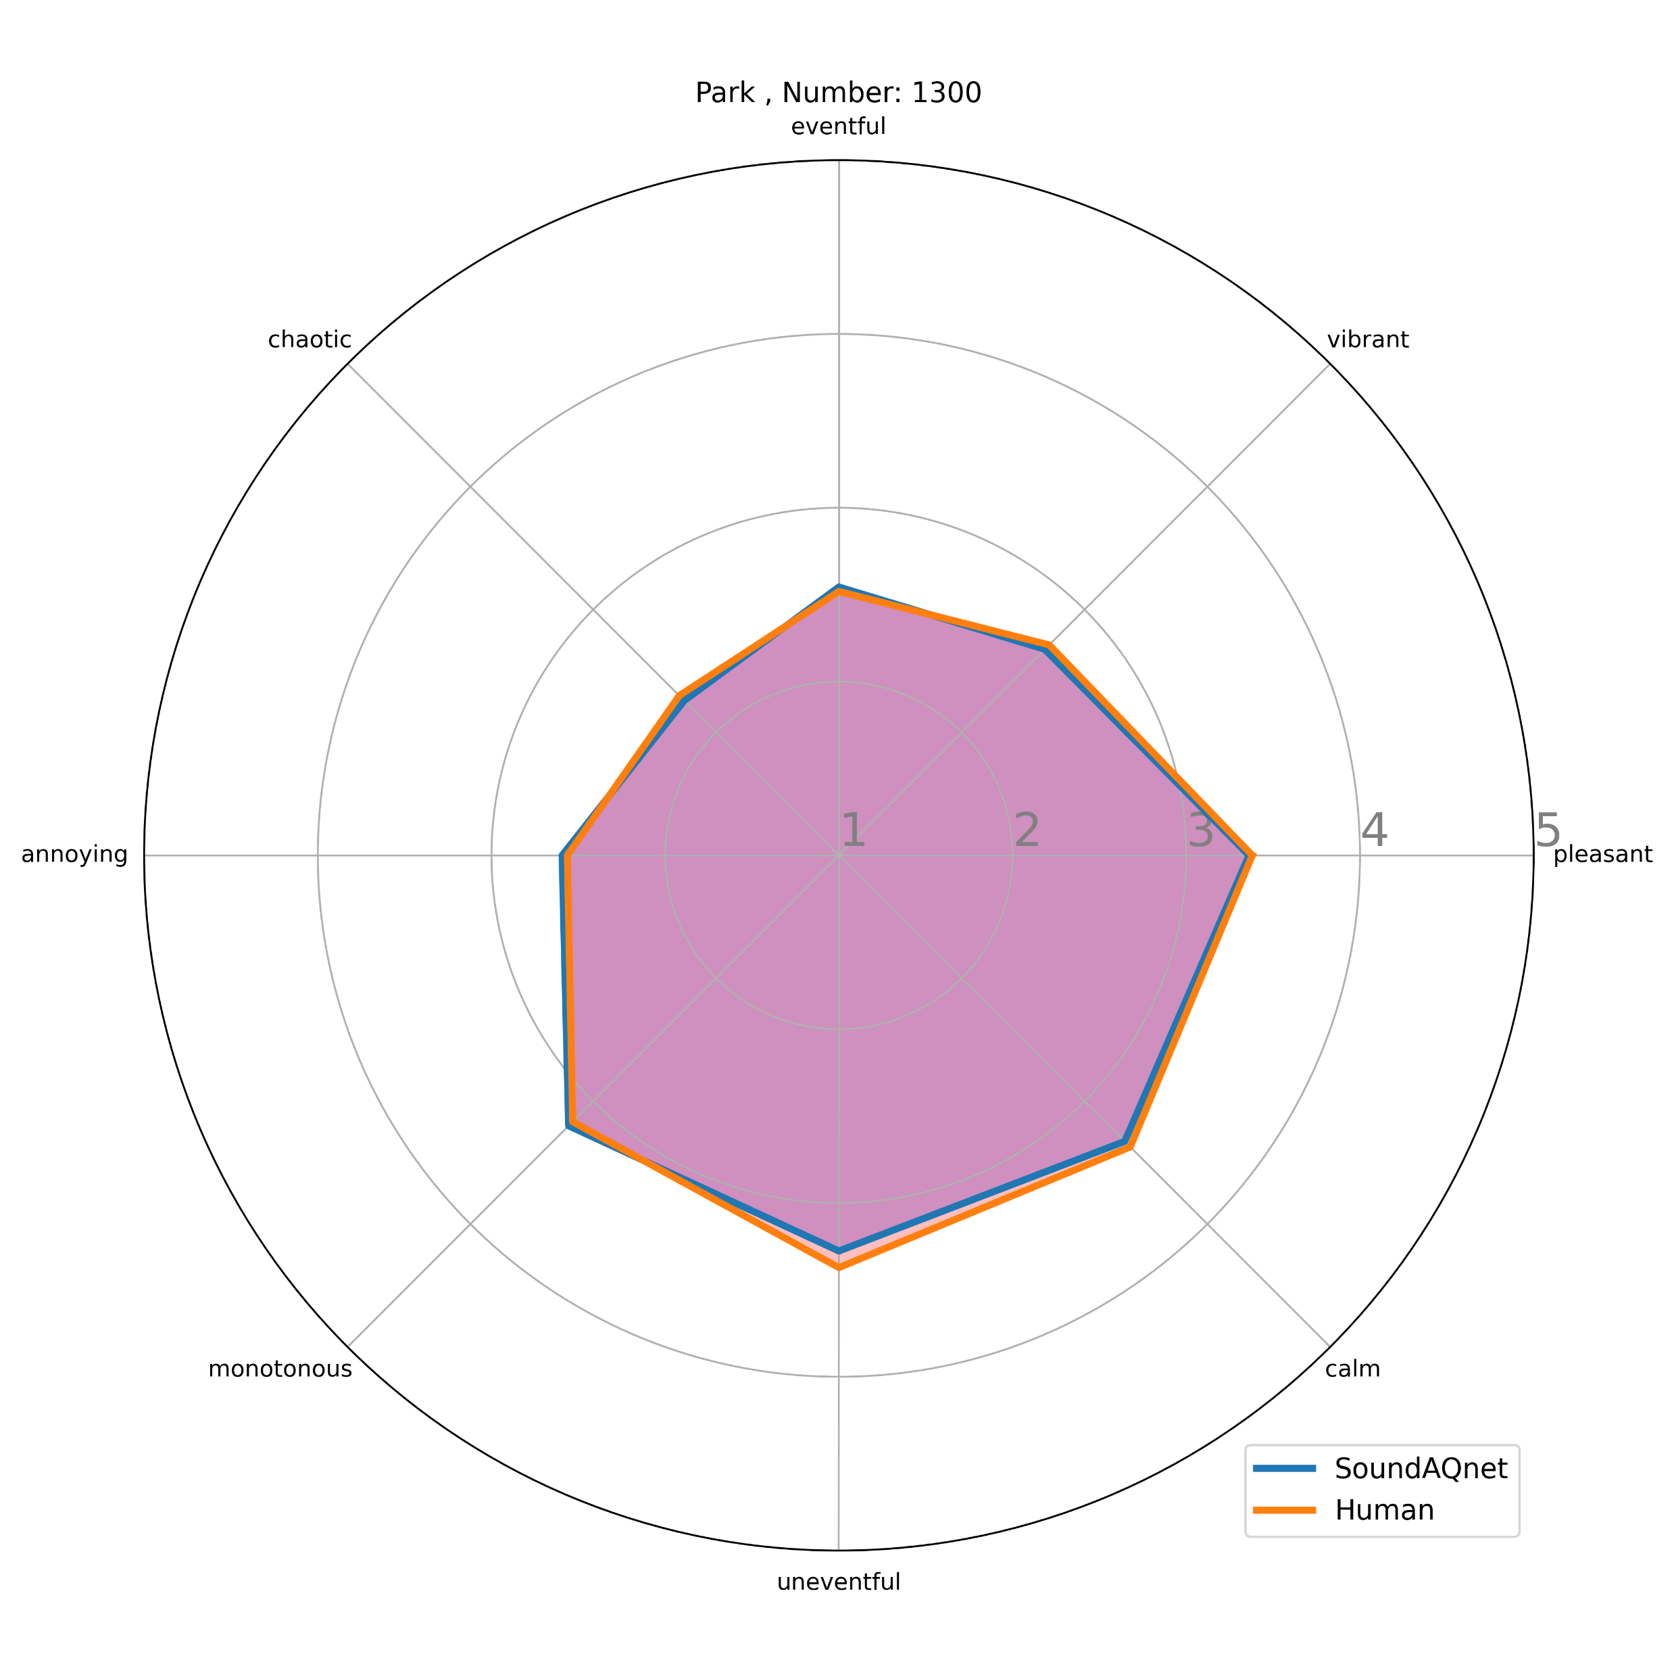 Park , Number: 1300
eventful
chaotic
vibrant
annoying
1 2 3 4 5
pleasant
monotonous
calm
SoundAQnet
Human
uneventful